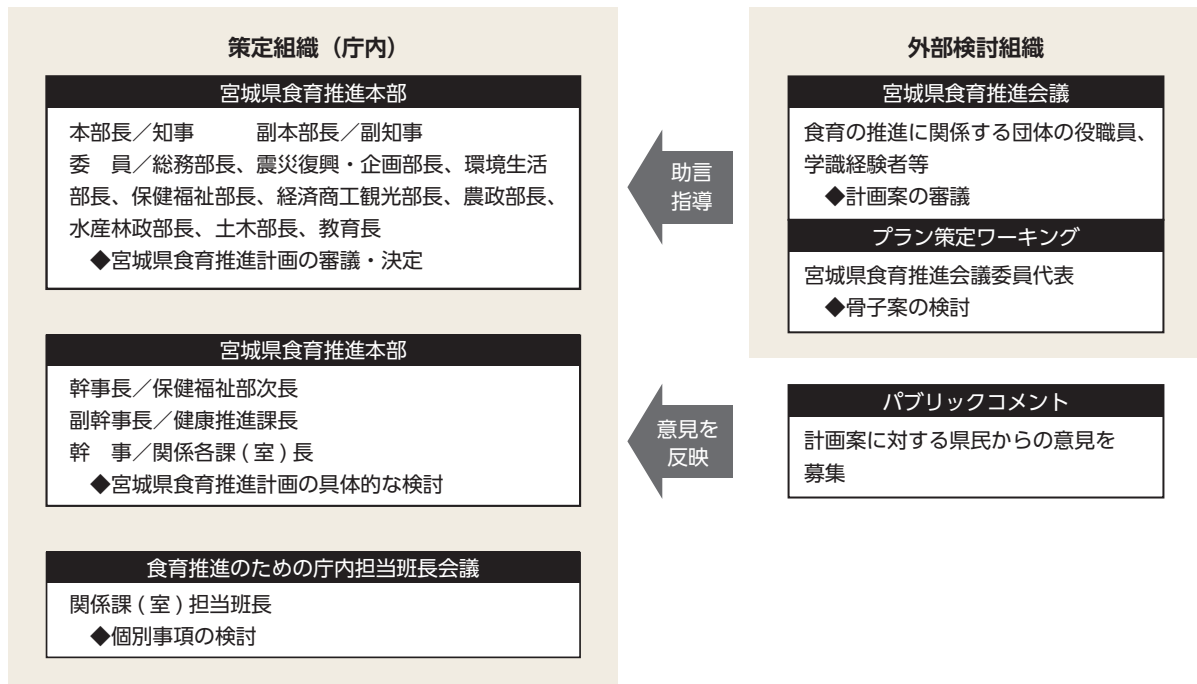 策定組織（庁内）
宮城県食育推進本部
本部長／知事　　　副本部長／副知事
委　員／総務部長、震災復興・企画部長、環境生活
部長、保健福祉部長、経済商工観光部長、農政部長、
水産林政部長、土木部長、教育長
◆宮城県食育推進計画の審議・決定
宮城県食育推進本部
幹事長／保健福祉部次長
副幹事長／健康推進課長
幹　事／関係各課 ( 室 ) 長
◆宮城県食育推進計画の具体的な検討
食育推進のための庁内担当班長会議
関係課 ( 室 ) 担当班長
◆個別事項の検討
助言
指導
意見を
反映
外部検討組織
宮城県食育推進会議
食育の推進に関係する団体の役職員、
学識経験者等
◆計画案の審議
プラン策定ワーキング
宮城県食育推進会議委員代表
◆骨子案の検討
パブリックコメント
計画案に対する県民からの意見を
募集